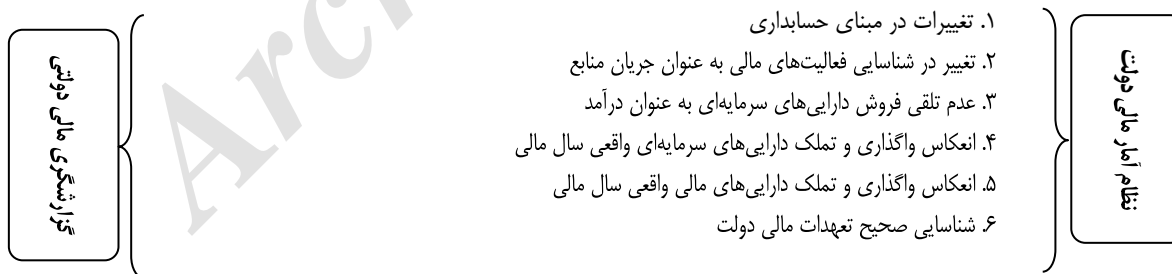 نظام آمار مالی دولت
۱. تغییرات در مبنای حسابداری
۲. تغییر در شناسایی فعالیت‌های مالی به عنوان جریان منابع
۳. عدم تلقی فروش دارایی‌های سرمایه‌ای به عنوان درآمد
۴. انعکاس واگذاری و تملک دارایی‌های سرمایه‌ای واقعی سال مالی
۵. انعکاس واگذاری و تملک دارایی‌های مالی واقعی سال مالی
۶. شناسایی صحیح تعهدات مالی دولت
گزارشگری مالی دولتی